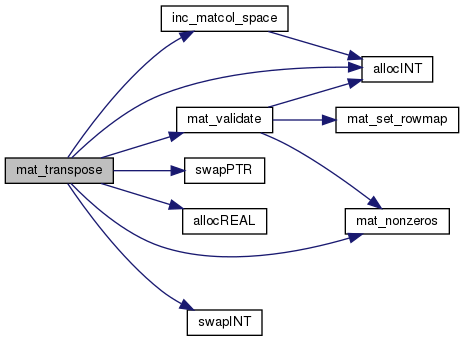 inc_matcol_space
allocINT
mat_validate
mat_set_rowmap
mat_transpose
swapPTR
allocREAL
mat_nonzeros
swapINT